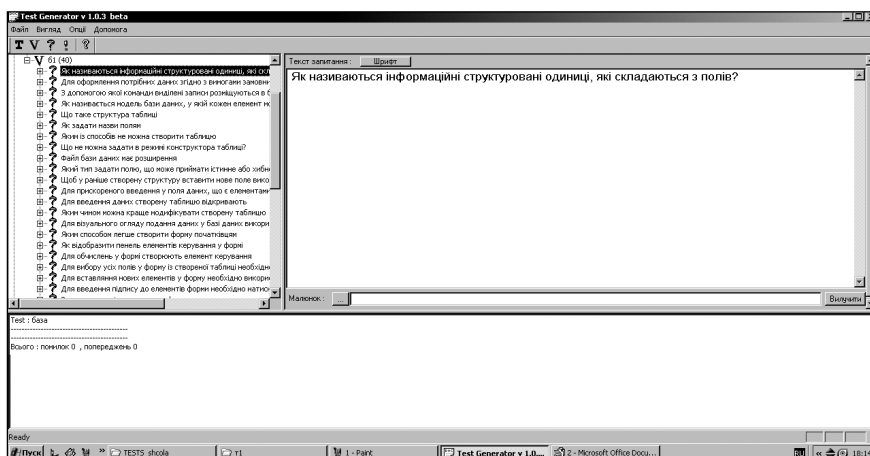 Test Generator v 1.0.3 beta
Файл Вигляд Опції Допомога
T V ? ! ?
б1 (40)
Як називаються інформаційні структуровані одиниці, які скл
Для оформлення потрібних даних згідно з вимогами замовни
З допомогою якої команди виділені записи розміщуються в б
Як називається модель бази даних, у якій кожен елемент мо
Що таке структура таблиці
Як задати назви полям
Яким із способів не можна створити таблицю
Що не можна задати в режимі конструктора таблиці?
Файл бази даних має розширення
Який тип задати полю, що може приймати істинне або хибн
Щоб у раніше створену структуру вставити нове поле вико
Для прискореного введення у поля даних, що є елементами
Для введення даних створену таблицю відкривають
Яким чином можна краще модифікувати створену таблицю
Для візуального огляду подання даних у базі даних викори
Яким способом легше створити форму початківцям
Як відобразити пенель елементів керування у формі
Для обчислень у формі створюють елемент керування
Для вибору усіх полів у форму із створеної таблиці необхідн
Для вставляння нових елементів у форму необхідно викори
Для введення підпису до елементів форми необхідно натис
Текст запитання : Шрифт
Як називаються інформаційні структуровані одиниці, які складаються з полів?
Малюнок : ... Вилучити
Test : база
--------------------------------------------
--------------------------------------------
Всього : помилок 0 , попереджень 0
Ready
Пуск » TESTS_shcola т1 1 - Paint Test Generator v 1.0.... 2 - Microsoft Office Docu... RU « 18:14